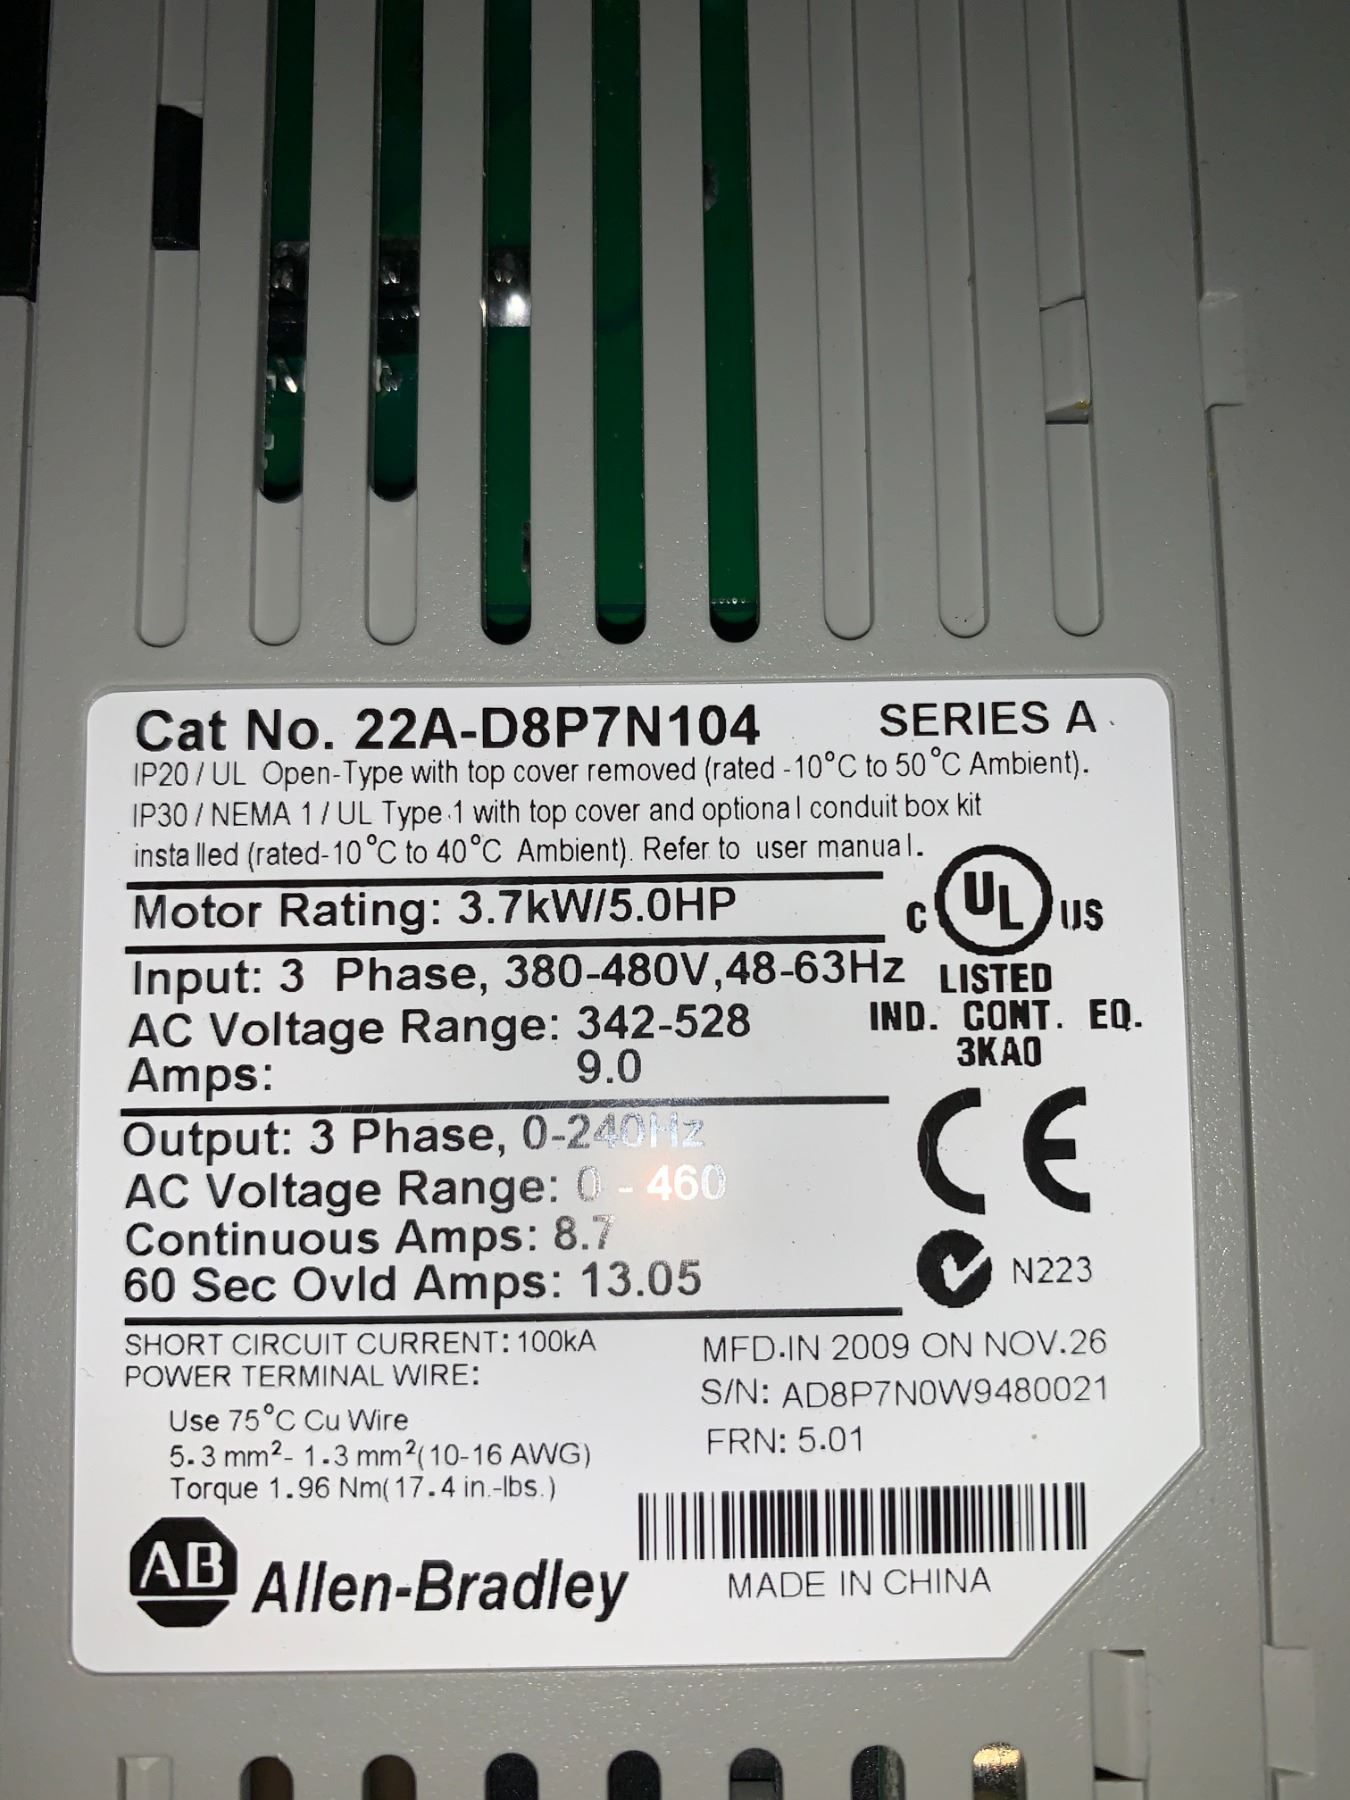 Cat No. 22A-D8P7N104 SERIES A
IP20 / UL Open-Type with top cover removed (rated -10°C to 50°C Ambient).
IP30 / NEMA 1 / UL Type 1 with top cover and optional conduit box kit
installed (rated-10°C to 40°C Ambient). Refer to user manual.
Motor Rating: 3.7kW/5.0HP
C UL US
Input: 3 Phase, 380-480V,48-63Hz
LISTED
AC Voltage Range: 342-528
IND. CONT. EQ.
Amps: 9.0
3KA0
Output: 3 Phase, 0-240Hz
CE
AC Voltage Range: 0 - 460
Continuous Amps: 8.7
60 Sec Ovld Amps: 13.05
N223
SHORT CIRCUIT CURRENT: 100kA
POWER TERMINAL WIRE:
Use 75°C Cu Wire
5.3 mm²- 1.3 mm²(10-16 AWG)
Torque 1.96 Nm(17.4 in.-lbs.)
MFD.IN 2009 ON NOV.26
S/N: AD8P7N0W9480021
FRN: 5.01
AB Allen-Bradley
MADE IN CHINA